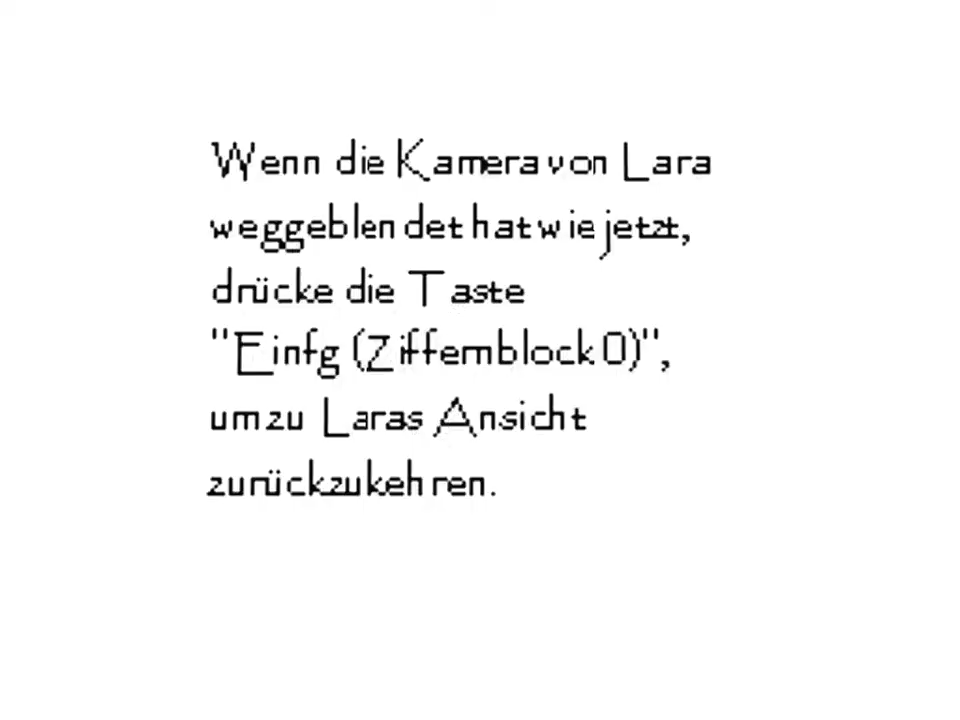 Wenn die Kamera von Lara
weggeblendet hat wie jetzt,
drücke die Taste
"Einfg (Ziffernblock 0)",
um zu Laras Ansicht
zurückzukehren.